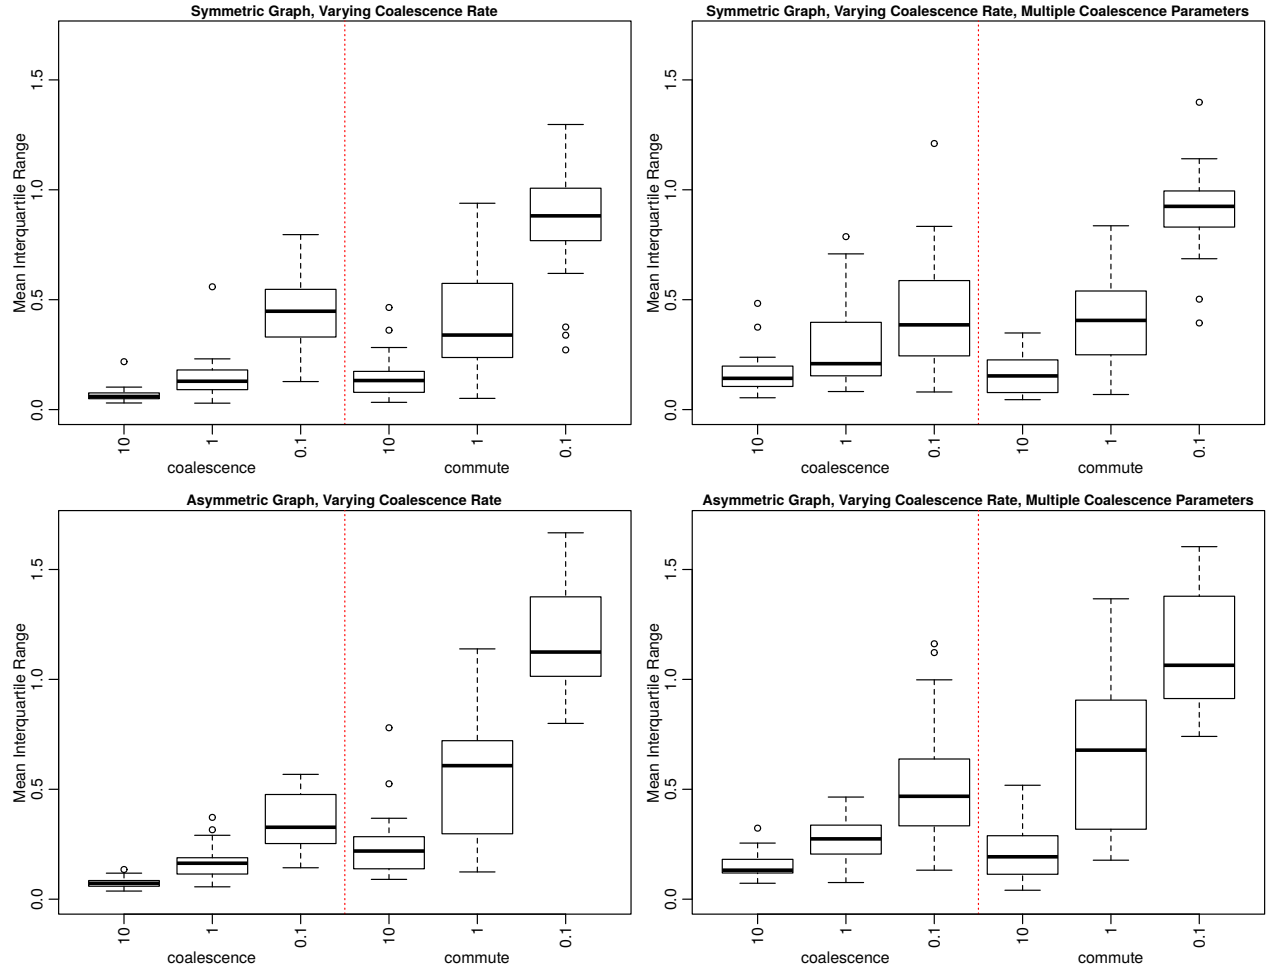 Symmetric Graph, Varying Coalescence Rate
Mean Interquartile Range
1.5
1.0
0.5
0.0
10
1
0.1
10
1
0.1
coalescence
commute
Symmetric Graph, Varying Coalescence Rate, Multiple Coalescence Parameters
Mean Interquartile Range
1.5
1.0
0.5
0.0
10
1
0.1
10
1
0.1
coalescence
commute
Asymmetric Graph, Varying Coalescence Rate
Mean Interquartile Range
1.5
1.0
0.5
0.0
10
1
0.1
10
1
0.1
coalescence
commute
Asymmetric Graph, Varying Coalescence Rate, Multiple Coalescence Parameters
Mean Interquartile Range
1.5
1.0
0.5
0.0
10
1
0.1
10
1
0.1
coalescence
commute